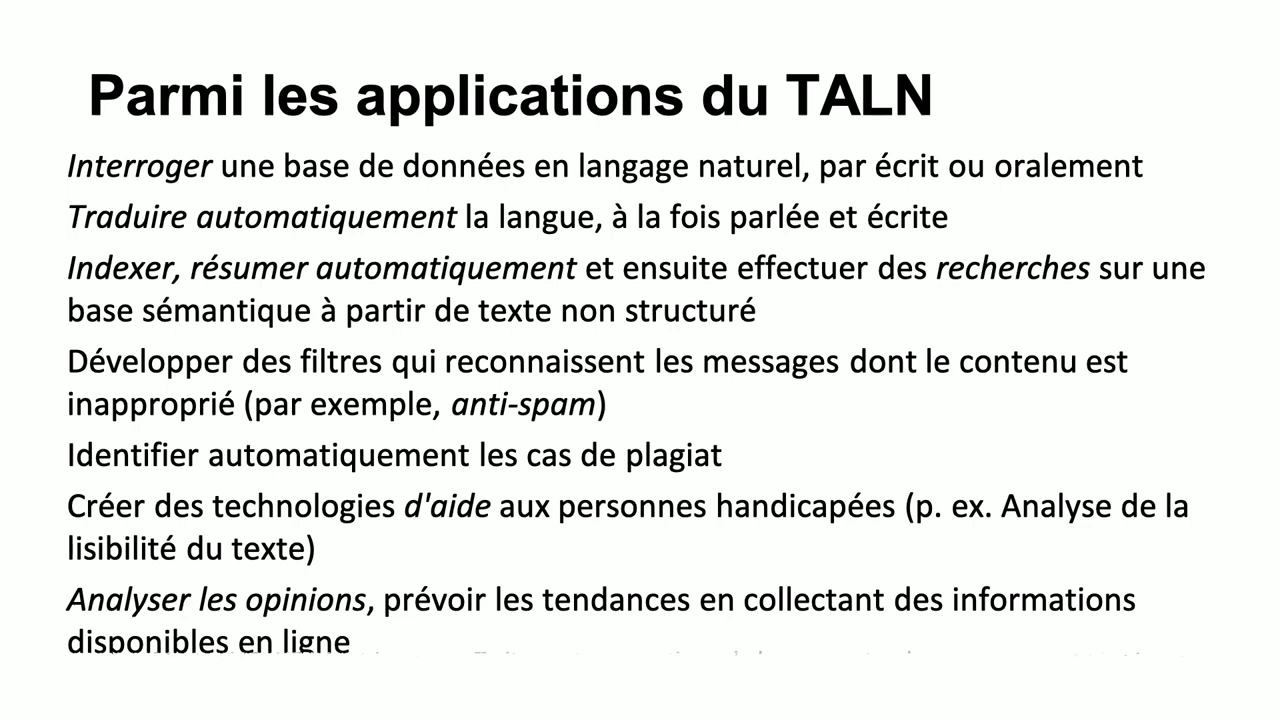 Parmi les applications du TALN
Interroger une base de données en langage naturel, par écrit ou oralement
Traduire automatiquement la langue, à la fois parlée et écrite
Indexer, résumer automatiquement et ensuite effectuer des recherches sur une
base sémantique à partir de texte non structuré
Développer des filtres qui reconnaissent les messages dont le contenu est
inapproprié (par exemple, anti-spam)
Identifier automatiquement les cas de plagiat
Créer des technologies d'aide aux personnes handicapées (p. ex. Analyse de la
lisibilité du texte)
Analyser les opinions, prévoir les tendances en collectant des informations
disponibles en ligne